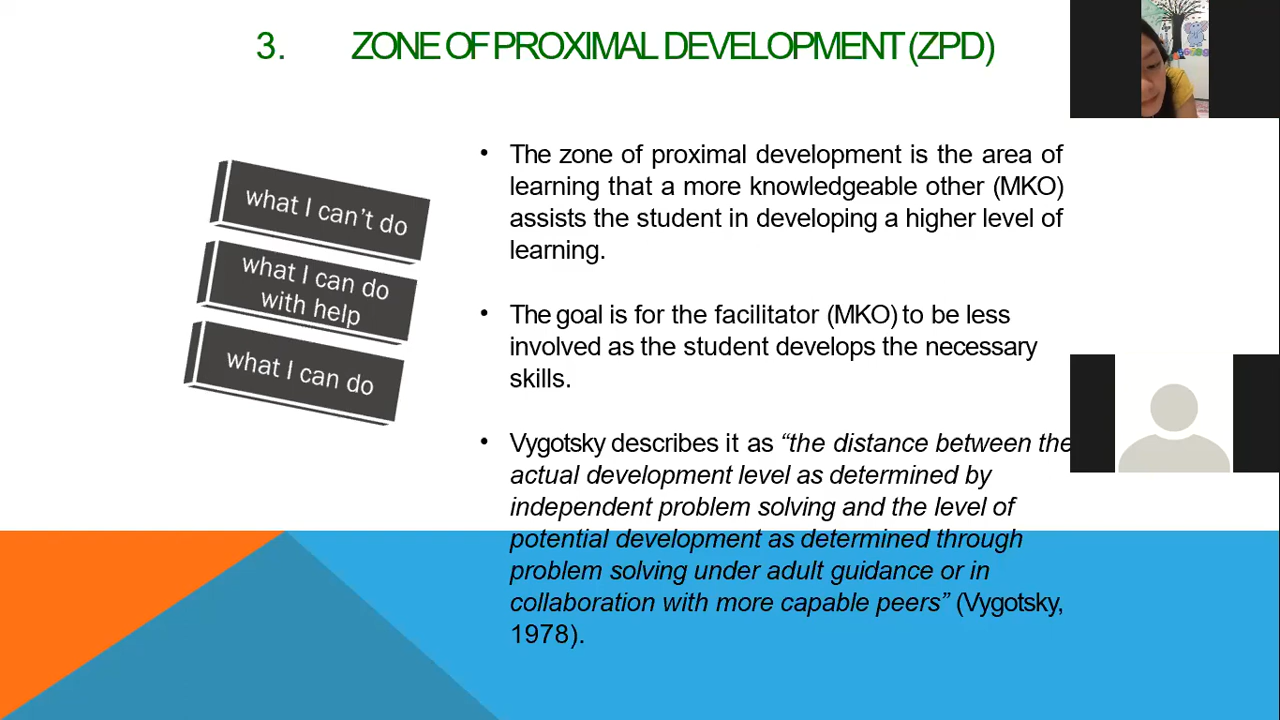 3. ZONE OF PROXIMAL DEVELOPMENT (ZPD)
what I can't do
what I can do
with help
what I can do
• The zone of proximal development is the area of
learning that a more knowledgeable other (MKO)
assists the student in developing a higher level of
learning.
• The goal is for the facilitator (MKO) to be less
involved as the student develops the necessary
skills.
• Vygotsky describes it as “the distance between the
actual development level as determined by
independent problem solving and the level of
potential development as determined through
problem solving under adult guidance or in
collaboration with more capable peers” (Vygotsky,
1978).